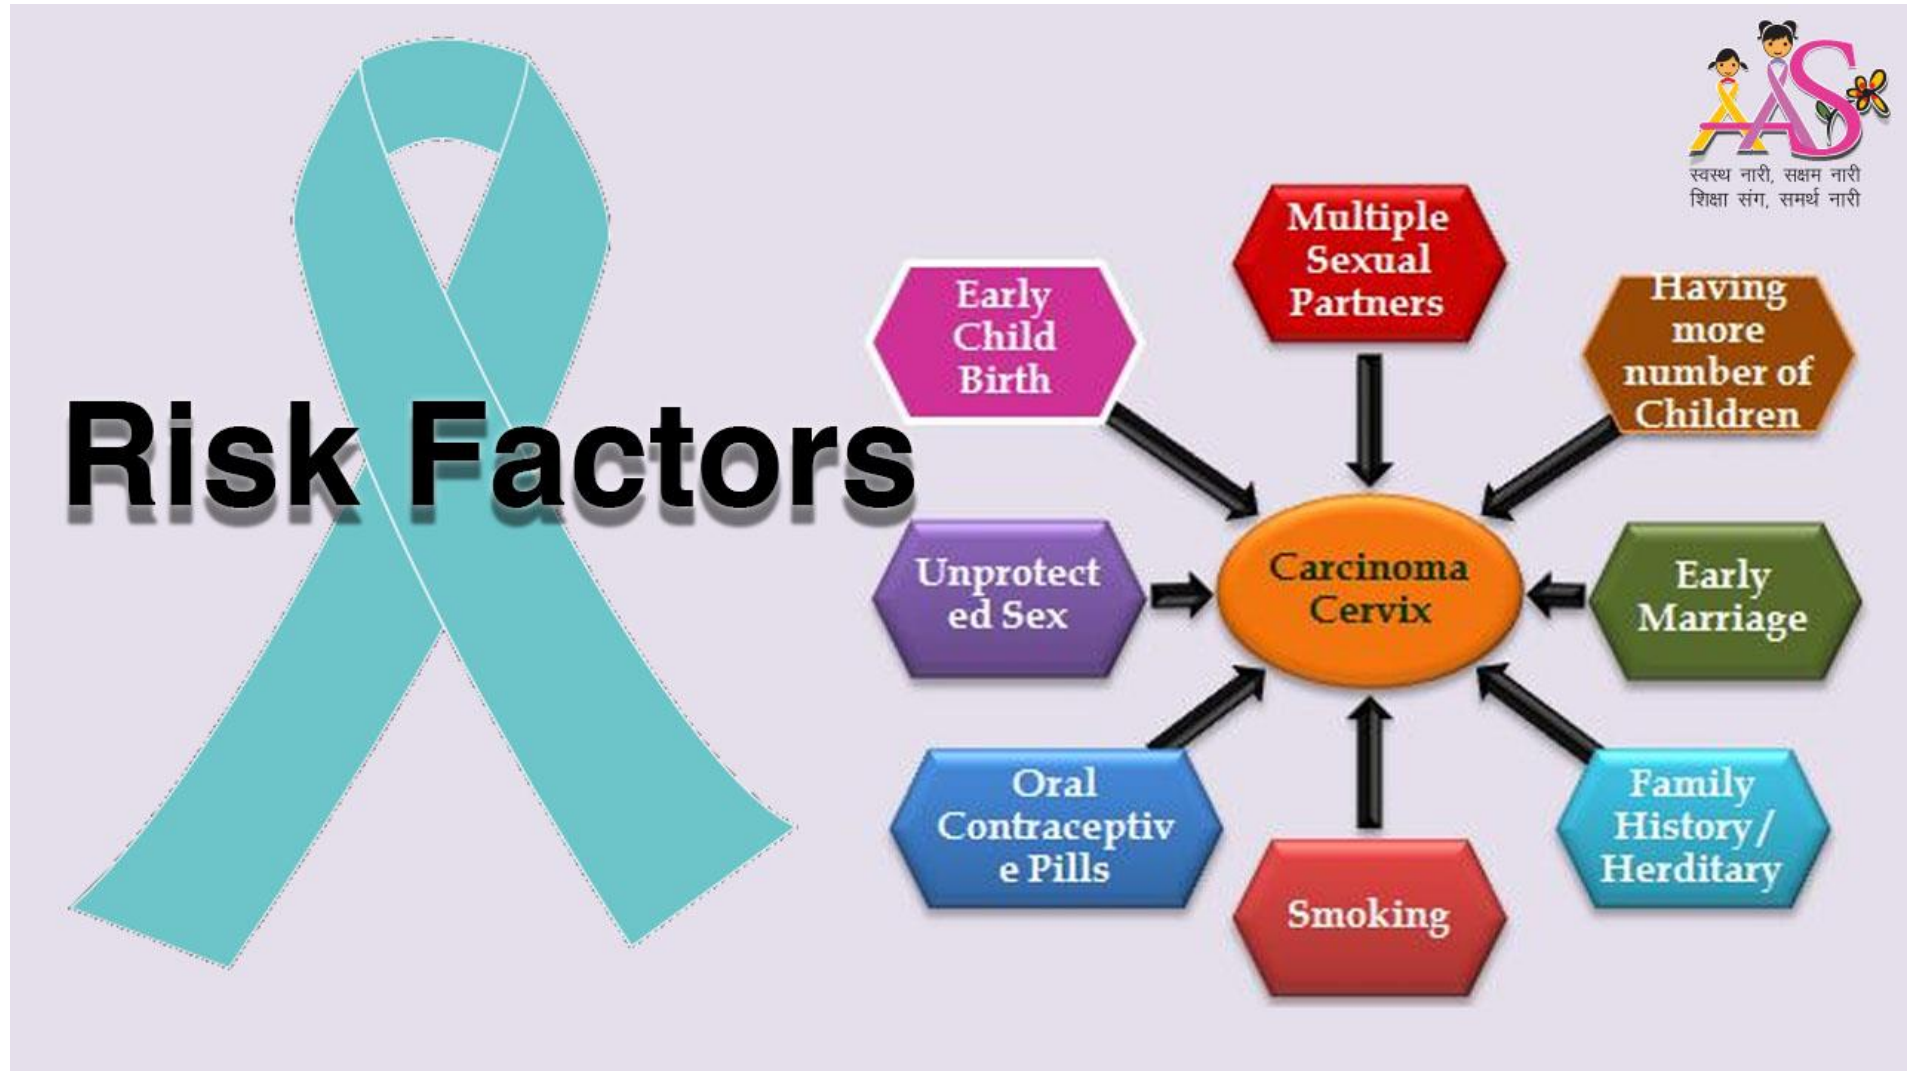 AAS
स्वस्थ नारी, सक्षम नारी
शिक्षा संग, समर्थ नारी
Risk Factors
Multiple
Sexual
Partners
Early
Child
Birth
Having
more
number of
Children
Unprotect
ed Sex
Carcinoma
Cervix
Early
Marriage
Oral
Contraceptiv
e Pills
Smoking
Family
History/
Herditary